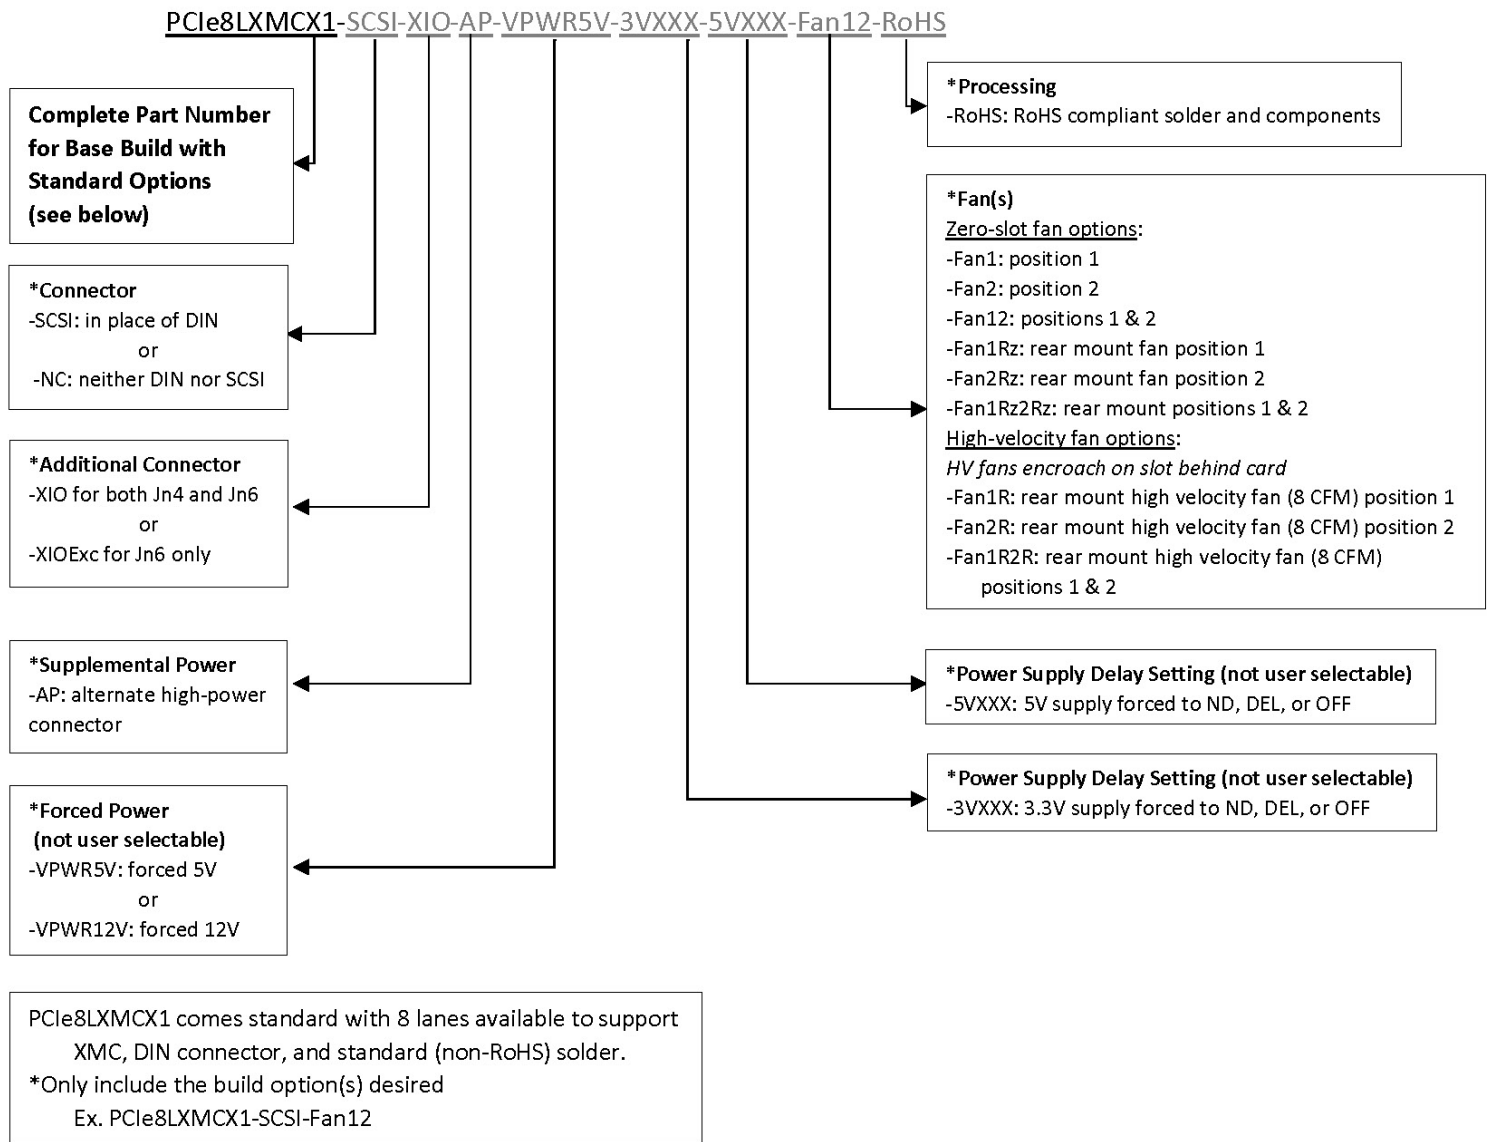 PCIe8LXMCX1-SCSI-XIO-AP-VPWR5V-3VXXX-5VXXX-Fan12-RoHS
Complete Part Number
for Base Build with
Standard Options
(see below)
*Connector
-SCSI: in place of DIN
or
-NC: neither DIN nor SCSI
*Additional Connector
-XIO for both Jn4 and Jn6
or
-XIOExc for Jn6 only
*Supplemental Power
-AP: alternate high-power
connector
*Forced Power
(not user selectable)
-VPWR5V: forced 5V
or
-VPWR12V: forced 12V
*Processing
-RoHS: RoHS compliant solder and components
*Fan(s)
Zero-slot fan options:
-Fan1: position 1
-Fan2: position 2
-Fan12: positions 1 & 2
-Fan1Rz: rear mount fan position 1
-Fan2Rz: rear mount fan position 2
-Fan1Rz2Rz: rear mount positions 1 & 2
High-velocity fan options:
HV fans encroach on slot behind card
-Fan1R: rear mount high velocity fan (8 CFM) position 1
-Fan2R: rear mount high velocity fan (8 CFM) position 2
-Fan1R2R: rear mount high velocity fan (8 CFM)
positions 1 & 2
*Power Supply Delay Setting (not user selectable)
-5VXXX: 5V supply forced to ND, DEL, or OFF
*Power Supply Delay Setting (not user selectable)
-3VXXX: 3.3V supply forced to ND, DEL, or OFF
PCIe8LXMCX1 comes standard with 8 lanes available to support
XMC, DIN connector, and standard (non-RoHS) solder.
*Only include the build option(s) desired
Ex. PCIe8LXMCX1-SCSI-Fan12